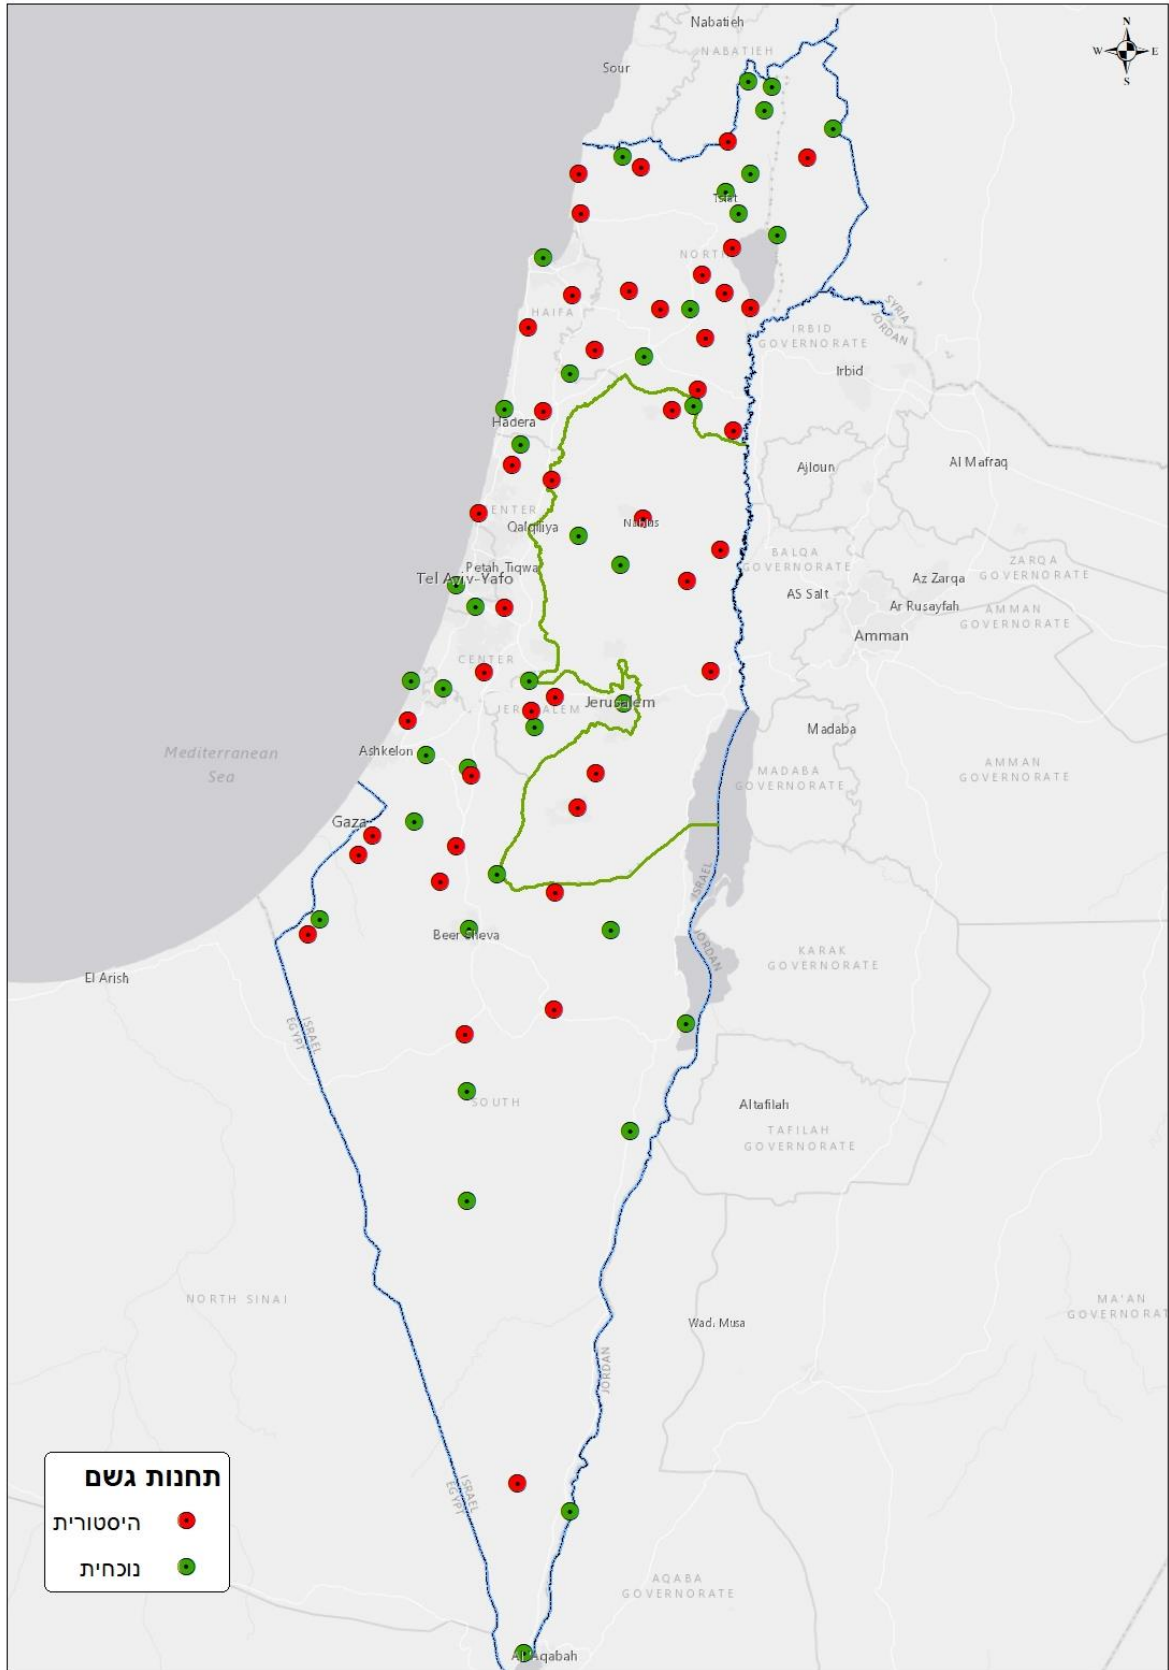 Nabatieh
N
NABATIEH
W E
S
Sour
Tsfat
NORTH
HAIFA
SYRIA
JORDAN
IRBID
GOVERNORATE
Irbid
Hadera
Ajloun
Al Mafraq
CENTER
Qalqiliya
Nablus
Petah Tiqwa
Tel Aviv-Yafo
BALQA
GOVERNORATE
ZARQA
GOVERNORATE
Az Zarqa
AS Salt
Ar Rusayfah
AMMAN
GOVERNORATE
Amman
CENTER
JERUSALEM
Jerusalem
Madaba
Mediterranean
Sea
Ashkelon
MADABA
GOVERNORATE
AMMAN
GOVERNORATE
Gaza
ISRAEL
JORDAN
Beer Sheva
KARAK
GOVERNORATE
El Arish
ISRAEL
EGYPT
SOUTH
Altafilah
TAFILAH
GOVERNORATE
NORTH SINAI
MA'AN
GOVERNORAT
Wad. Musa
JORDAN
תחנות גשם
היסטורית
נוכחית
ISRAEL
EGYPT
AQABA
GOVERNORATE
Al Aqabah